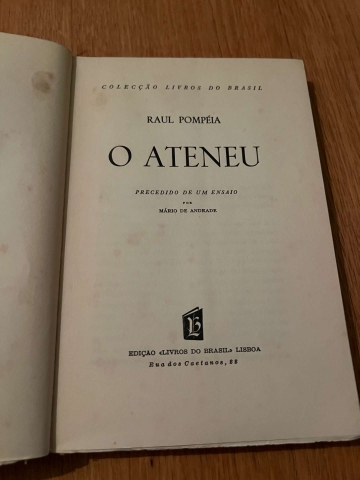 COLECÇÃO LIVROS DO BRASIL
RAUL POMPÉIA
O ATENEU
PRECEDIDO DE UM ENSAIO
POR
MÁRIO DE ANDRADE
EDIÇÃO «LIVROS DO BRASIL» LISBOA
Rua dos Caetanos, 22